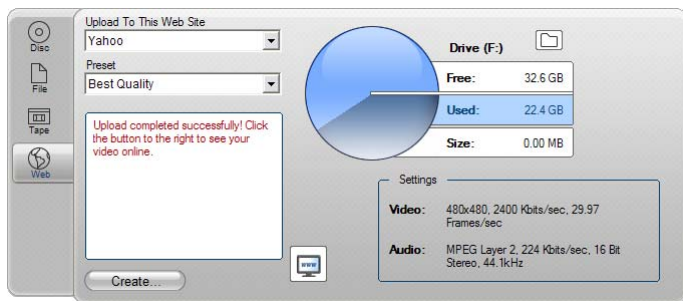 Disc
File
Tape
Web
Upload To This Web Site
Yahoo
Preset
Best Quality
Upload completed successfully! Click
the button to the right to see your
video online.
Create...
www
Drive (F:)
Free: 32.6 GB
Used: 22.4 GB
Size: 0.00 MB
Settings
Video: 480x480, 2400 Kbits/sec, 29.97
Frames/sec
Audio: MPEG Layer 2, 224 Kbits/sec, 16 Bit
Stereo, 44.1kHz